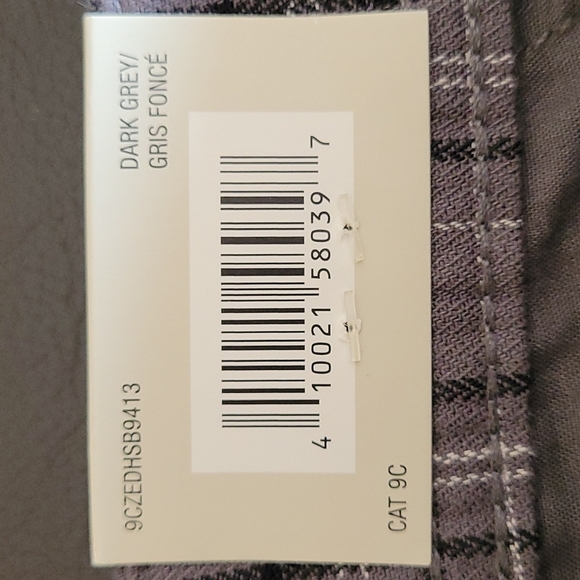 9CZEDHSB9413
DARK GREY/
GRIS FONCÉ
4 10021 58039 7
CAT 9C